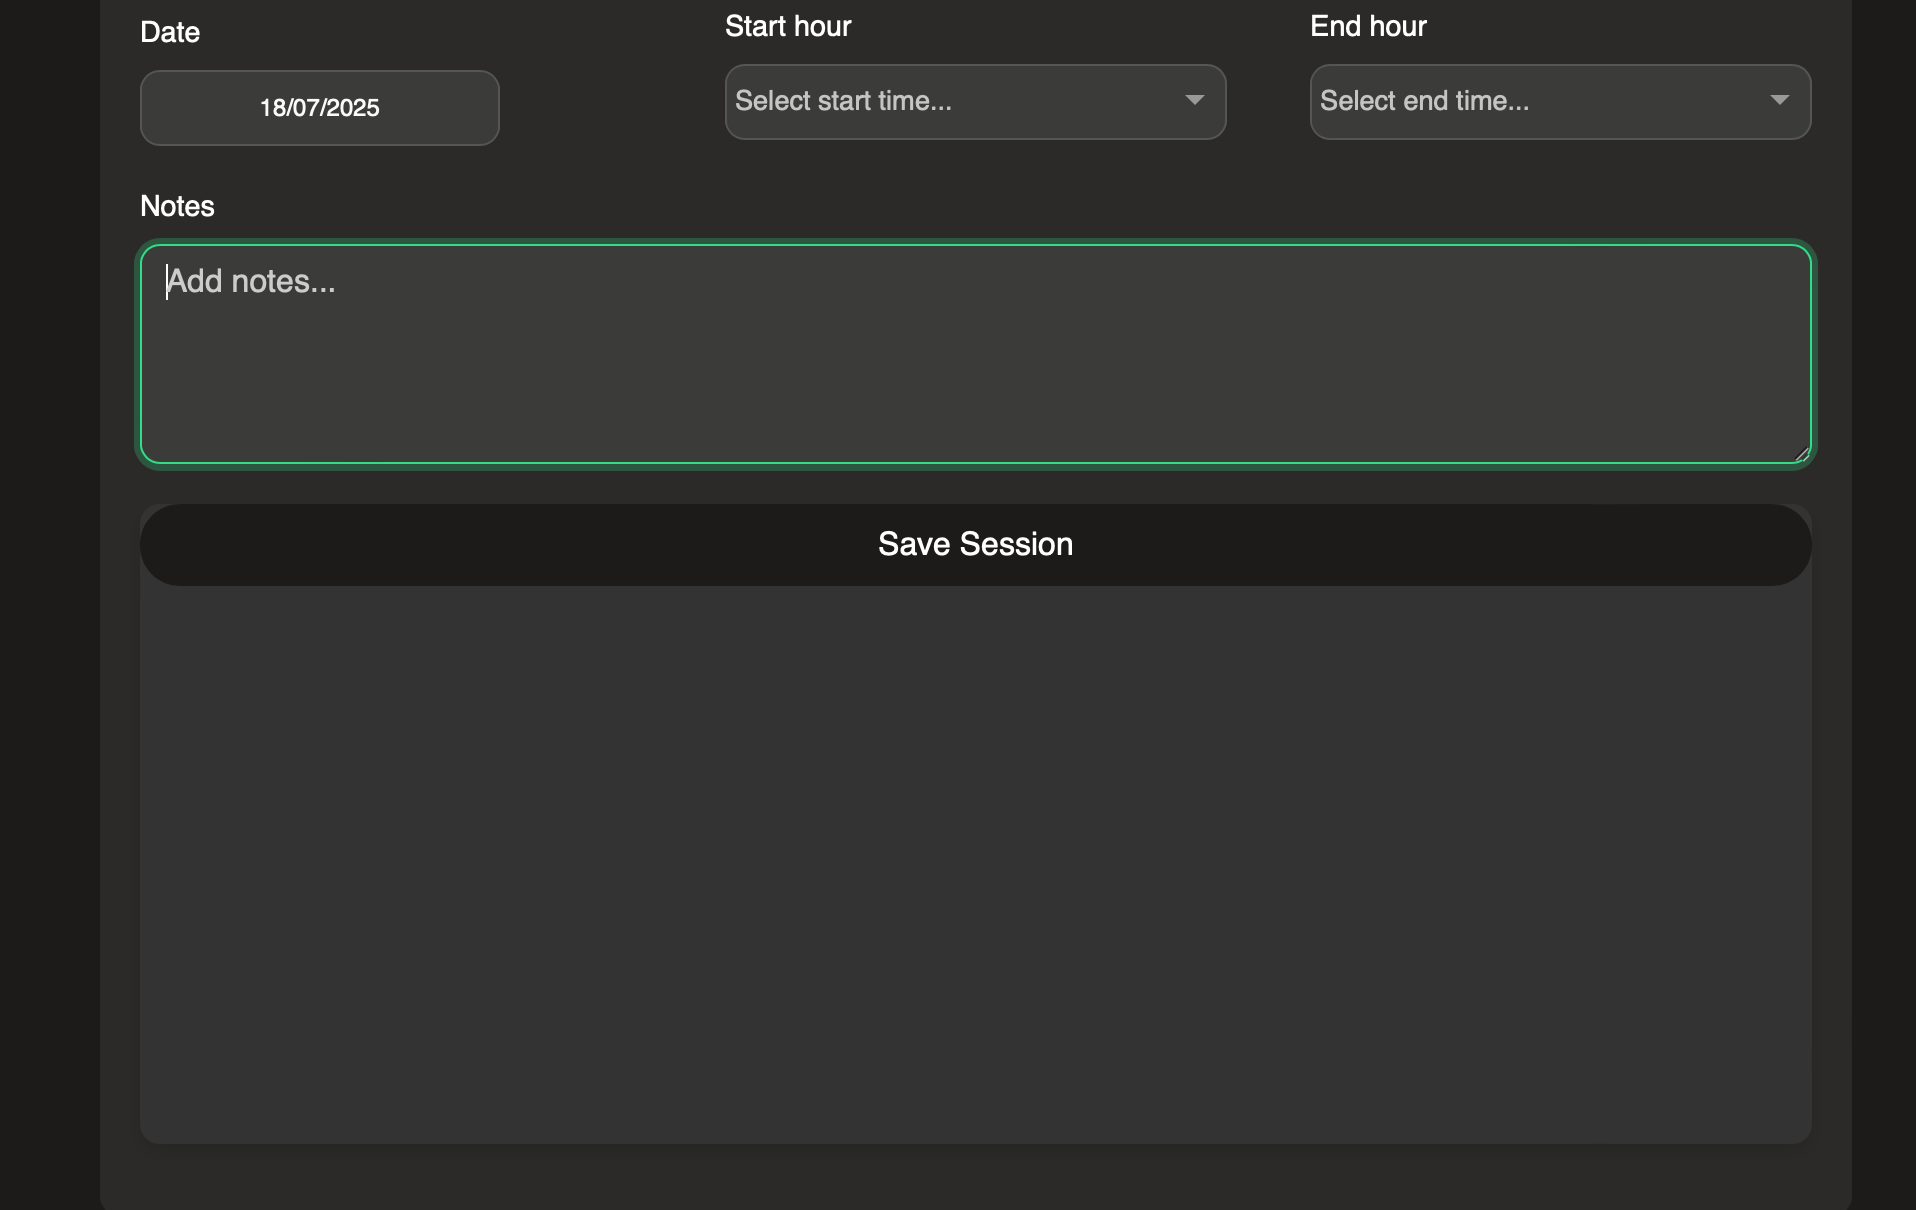 Date
Start hour
End hour
18/07/2025
Select start time...
Select end time...
Notes
Add notes...
Save Session